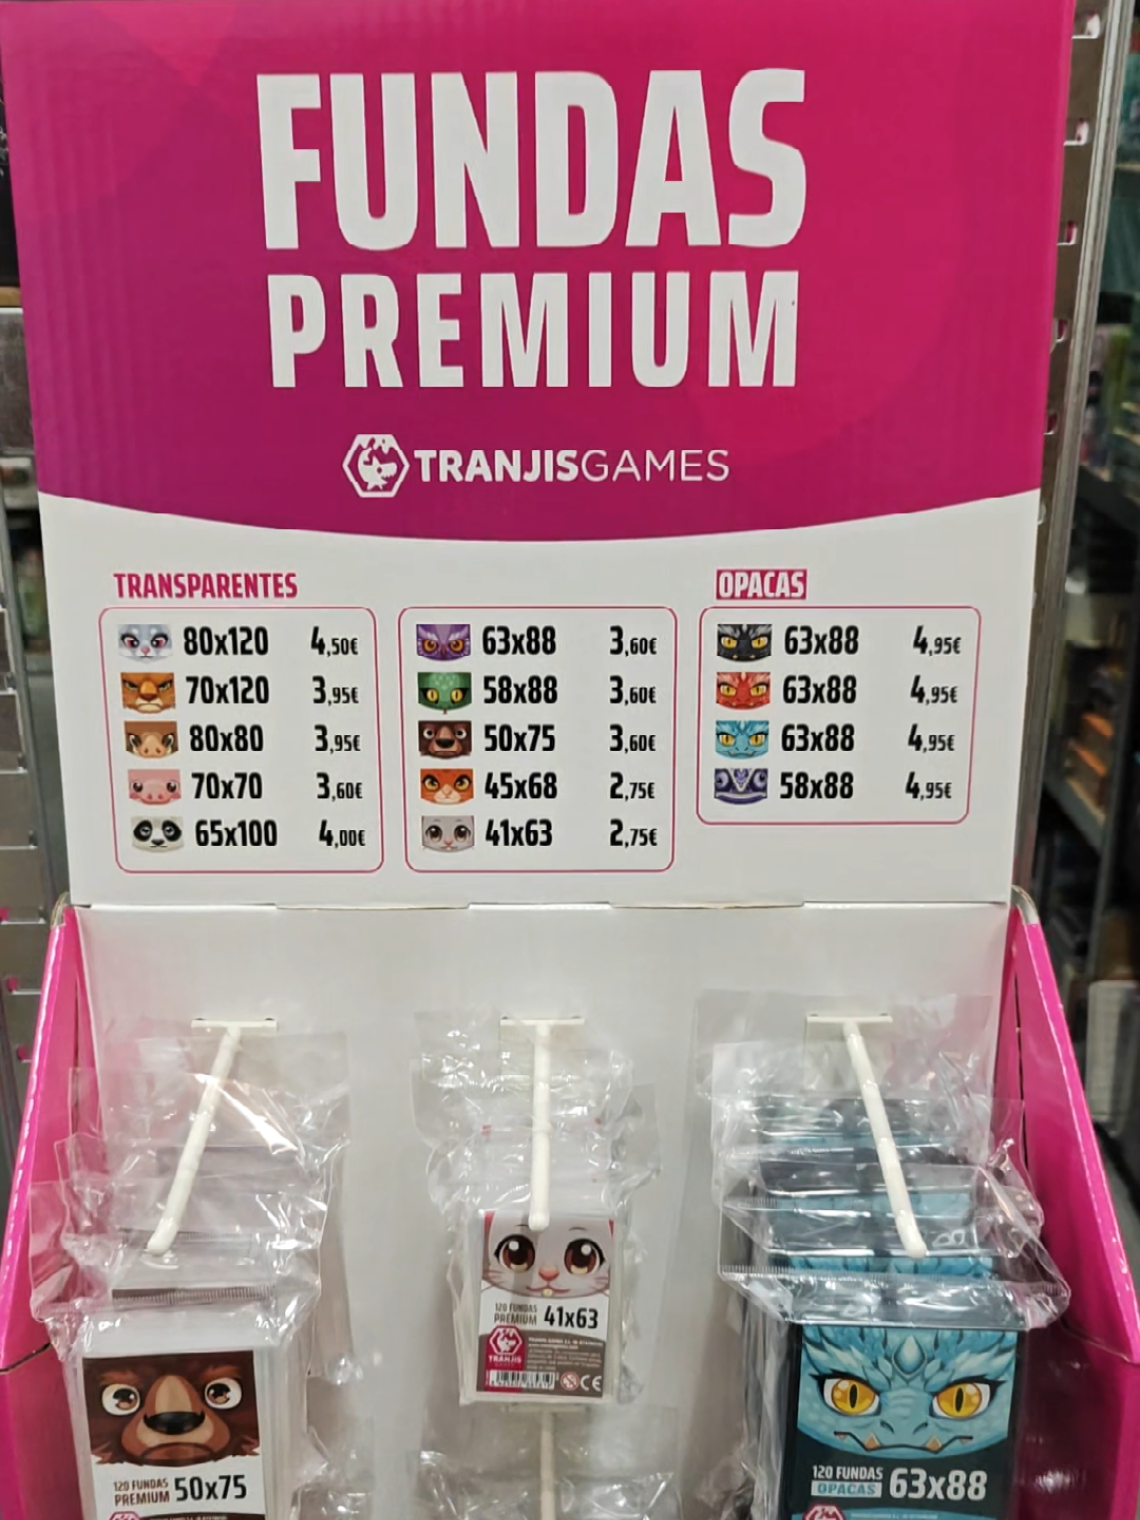 FUNDAS
PREMIUM
TRANJISGAMES
TRANSPARENTES
80x120 4,50€
70x120 3,95€
80x80 3,95€
70x70 3,60€
65x100 4,00€
63x88 3,60€
58x88 3,60€
50x75 3,60€
45x68 2,75€
41x63 2,75€
OPACAS
63x88 4,95€
63x88 4,95€
63x88 4,95€
58x88 4,95€
120 FUNDAS
PREMIUM 41x63
TRANJIS
CE
120 FUNDAS
PREMIUM 50x75
120 FUNDAS
OPACAS 63x88